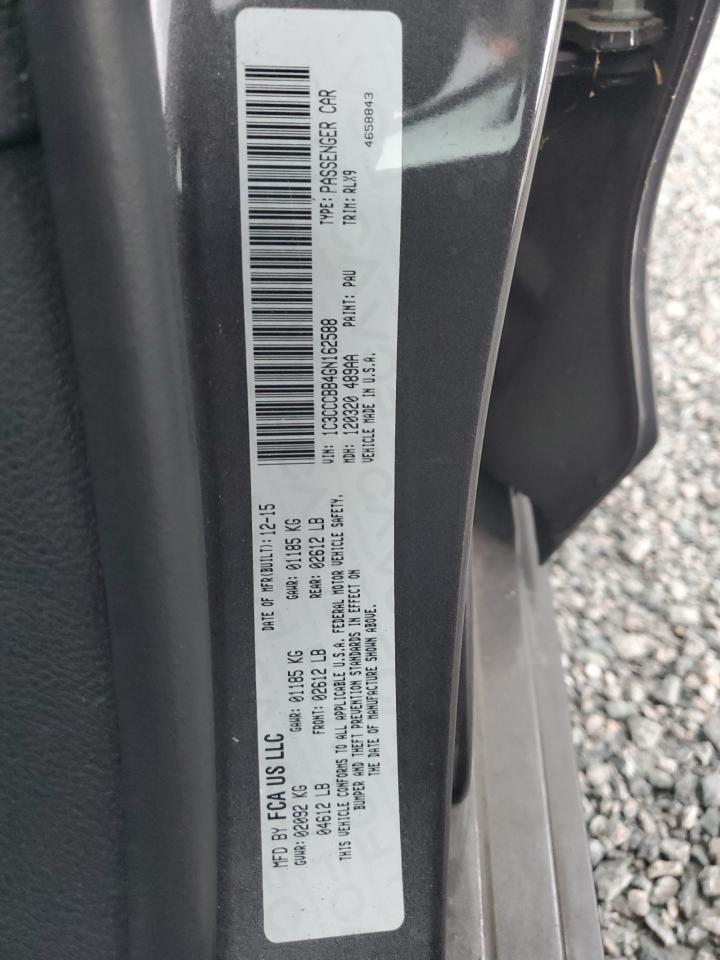 MFD BY FCA US LLC
DATE OF MFR(BUILT): 12-15
GVWR: 02092 KG
GAWR: 01185 KG
GAWR: 01185 KG
04612 LB
FRONT: 02612 LB
REAR: 02612 LB
THIS VEHICLE CONFORMS TO ALL APPLICABLE U.S.A. FEDERAL MOTOR VEHICLE SAFETY,
BUMPER AND THEFT PREVENTION STANDARDS IN EFFECT ON
THE DATE OF MANUFACTURE SHOWN ABOVE.
VIN: 1C3CCCBB4GN162588
TYPE: PASSENGER CAR
MDH: 120320 489AA
PAINT: PAU
TRIM: RLX9
VEHICLE MADE IN U.S.A.
4658843